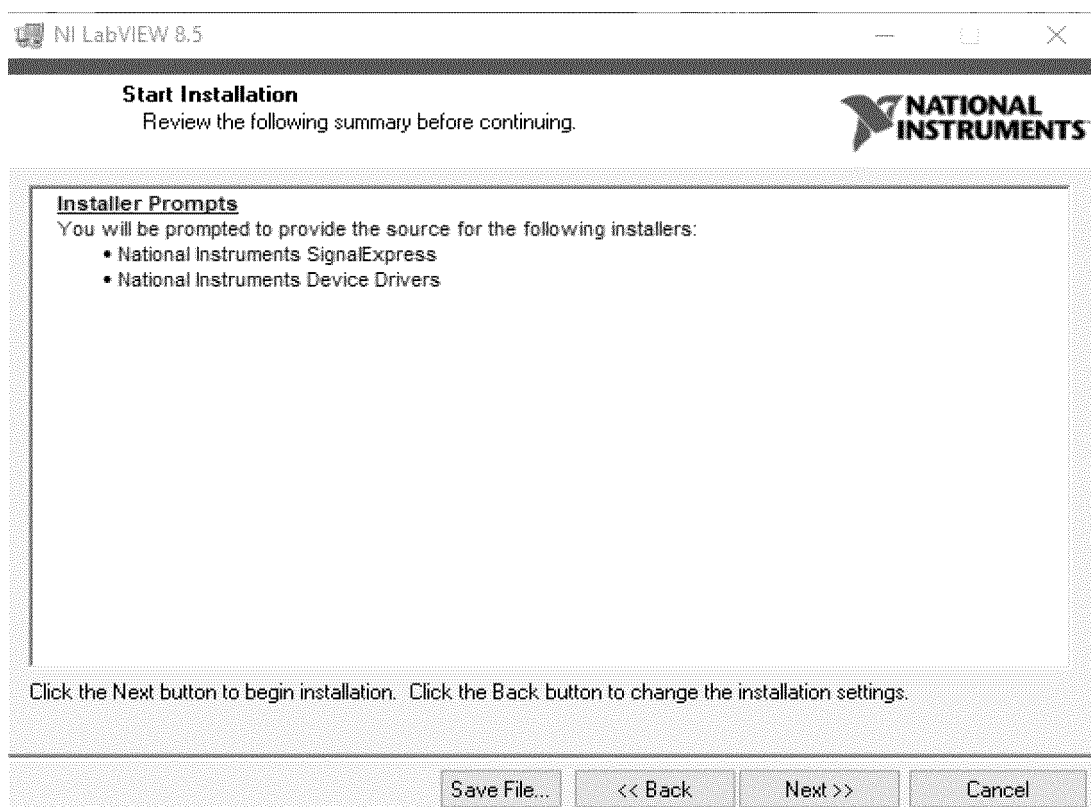 NI LabVIEW 8.5
Start Installation
Review the following summary before continuing.
NATIONAL
INSTRUMENTS
Installer Prompts
You will be prompted to provide the source for the following installers:
• National Instruments SignalExpress
• National Instruments Device Drivers
Click the Next button to begin installation. Click the Back button to change the installation settings.
Save File... << Back Next >> Cancel